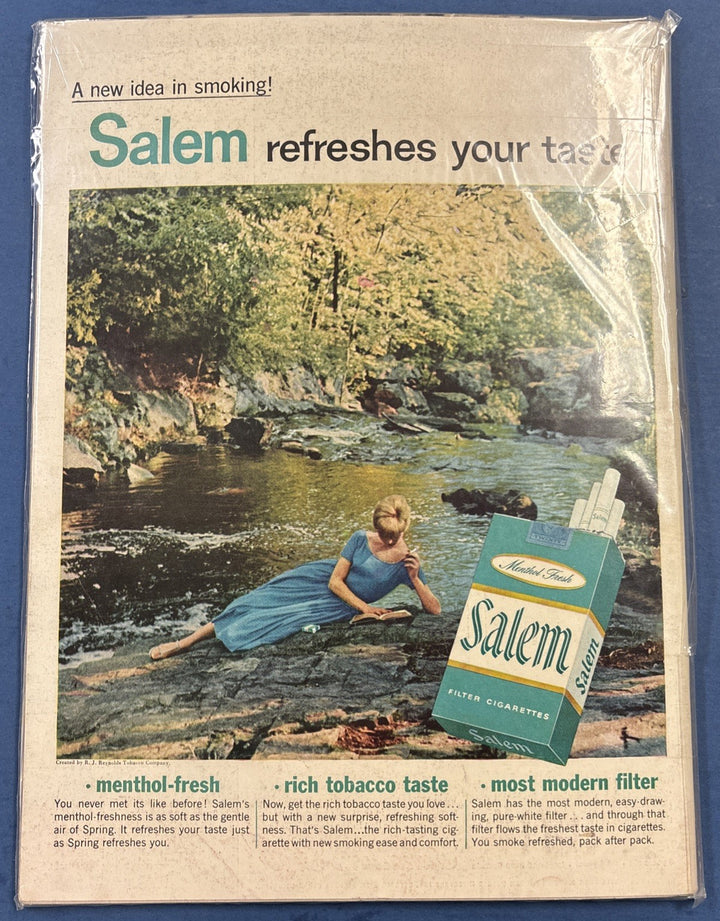 A new idea in smoking!
Salem refreshes your taste
Menthol Fresh
Salem
Salem
FILTER CIGARETTES
Salem
Created by R. J. Reynolds Tobacco Company.
• menthol-fresh
You never met its like before! Salem's
menthol-freshness is as soft as the gentle
air of Spring. It refreshes your taste just
as Spring refreshes you.
• rich tobacco taste
Now, get the rich tobacco taste you love...
but with a new surprise, refreshing soft-
ness. That's Salem...the rich-tasting cig-
arette with new smoking ease and comfort.
• most modern filter
Salem has the most modern, easy-draw-
ing, pure-white filter... and through that
filter flows the freshest taste in cigarettes.
You smoke refreshed, pack after pack.